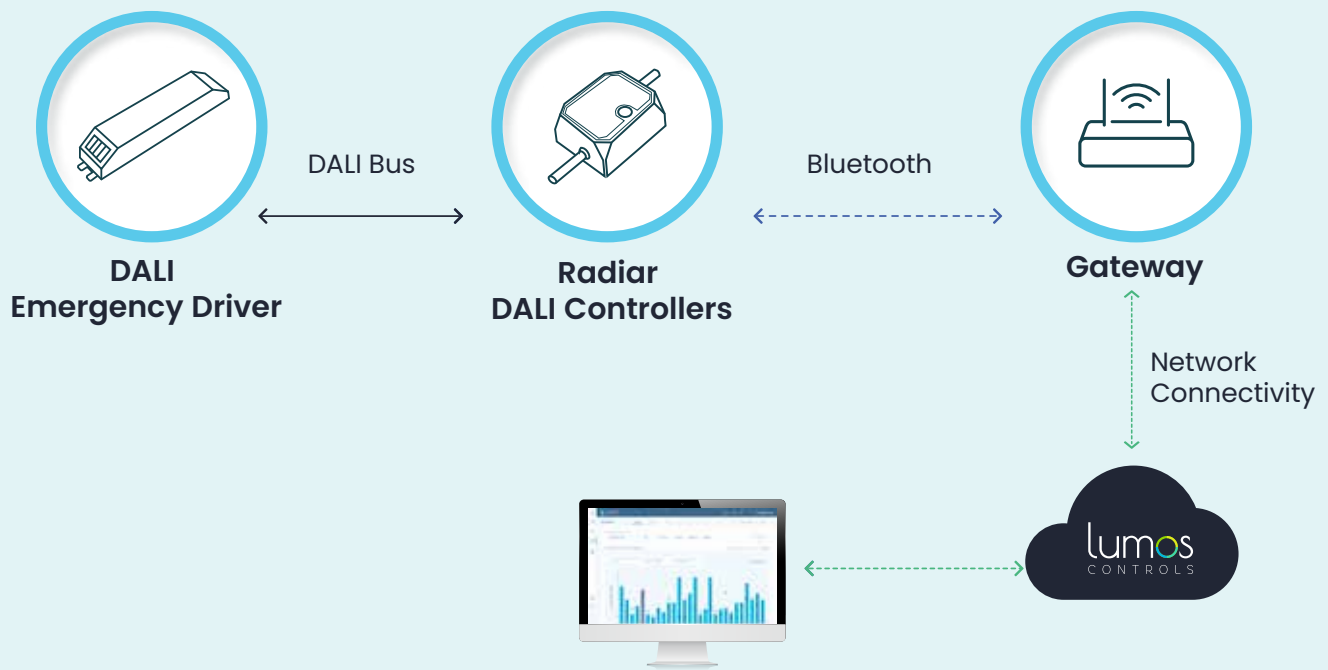 DALI Bus
Bluetooth
DALI
Emergency Driver
Radiar
DALI Controllers
Gateway
Network
Connectivity
lumos
CONTROLS